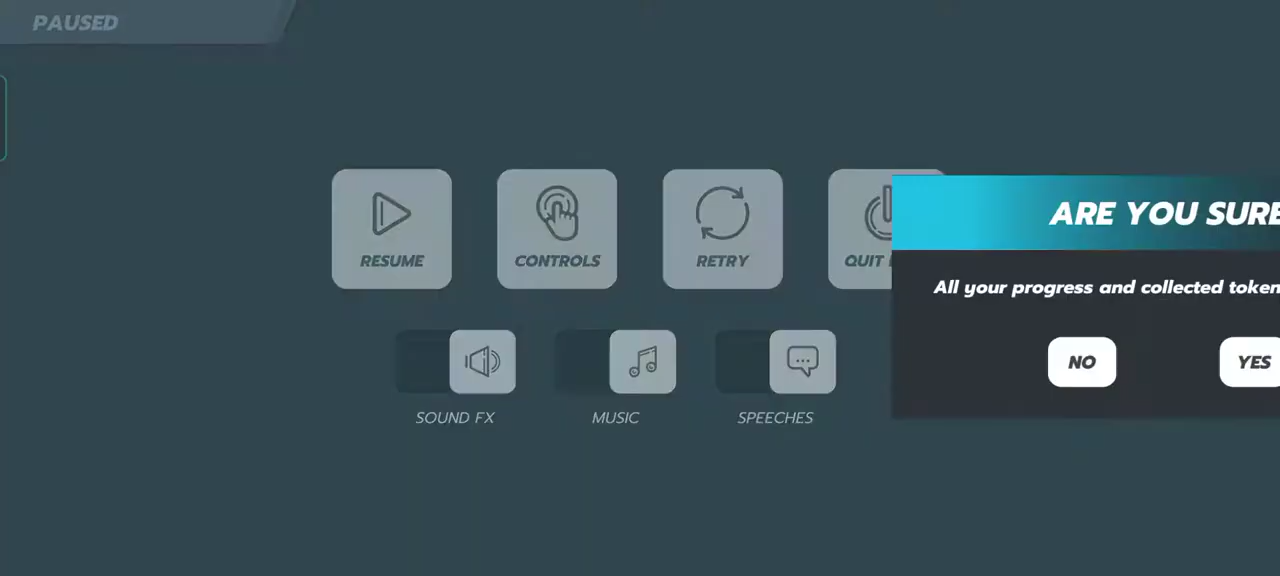 PAUSED
RESUME
CONTROLS
RETRY
QUIT
ARE YOU SURE
All your progress and collected token
NO
YES
SOUND FX
MUSIC
SPEECHES